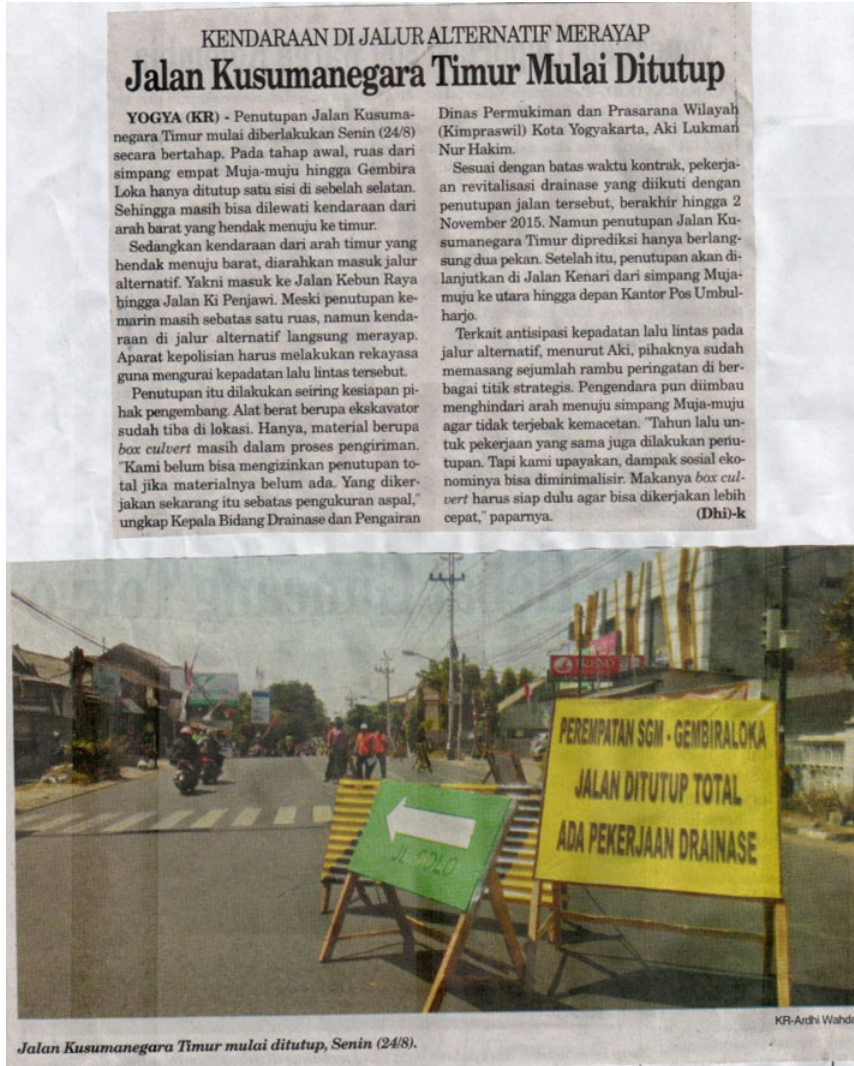 KENDARAAN DI JALUR ALTERNATIF MERAYAP
Jalan Kusumanegara Timur Mulai Ditutup
YOGYA (KR) - Penutupan Jalan Kusuma-
negara Timur mulai diberlakukan Senin (24/8)
secara bertahap. Pada tahap awal, ruas dari
simpang empat Muja-muju hingga Gembira
Loka hanya ditutup satu sisi di sebelah selatan.
Sehingga masih bisa dilewati kendaraan dari
arah barat yang hendak menuju ke timur.
Sedangkan kendaraan dari arah timur yang
hendak menuju barat, diarahkan masuk jalur
alternatif. Yakni masuk ke Jalan Kebun Raya
hingga Jalan Ki Penjawi. Meski penutupan ke-
marin masih sebatas satu ruas, namun kenda-
raan di jalur alternatif langsung merayap.
Aparat kepolisian harus melakukan rekayasa
guna mengurai kepadatan lalu lintas tersebut.
Penutupan itu dilakukan seiring kesiapan pi-
hak pengembang. Alat berat berupa ekskavator
sudah tiba di lokasi. Hanya, material berupa
box culvert masih dalam proses pengiriman.
"Kami belum bisa mengizinkan penutupan to-
tal jika materialnya belum ada. Yang diker-
jakan sekarang itu sebatas pengukuran aspal,"
ungkap Kepala Bidang Drainase dan Pengairan
Dinas Permukiman dan Prasarana Wilayah
(Kimpraswil) Kota Yogyakarta, Aki Lukman
Nur Hakim.
Sesuai dengan batas waktu kontrak, pekerja-
an revitalisasi drainase yang diikuti dengan
penutupan jalan tersebut, berakhir hingga 2
November 2015. Namun penutupan Jalan Ku-
sumanegara Timur diprediksi hanya berlang-
sung dua pekan. Setelah itu, penutupan akan di-
lanjutkan di Jalan Kenari dari simpang Muja-
muju ke utara hingga depan Kantor Pos Umbul-
harjo.
Terkait antisipasi kepadatan lalu lintas pada
jalur alternatif, menurut Aki, pihaknya sudah
memasang sejumlah rambu peringatan di ber-
bagai titik strategis. Pengendara pun diimbau
menghindari arah menuju simpang Muja-muju
agar tidak terjebak kemacetan. "Tahun lalu un-
tuk pekerjaan yang sama juga dilakukan penu-
tupan. Tapi kami upayakan, dampak sosial eko-
nominya bisa diminimalisir. Makanya box cul-
vert harus siap dulu agar bisa dikerjakan lebih
cepat," paparnya. (Dhi)-k
PEREMPATAN SGM - GEMBIRALOKA
JALAN DITUTUP TOTAL
ADA PEKERJAAN DRAINASE
JL. SOLO
KR-Ardhi Wahda
Jalan Kusumanegara Timur mulai ditutup, Senin (24/8).